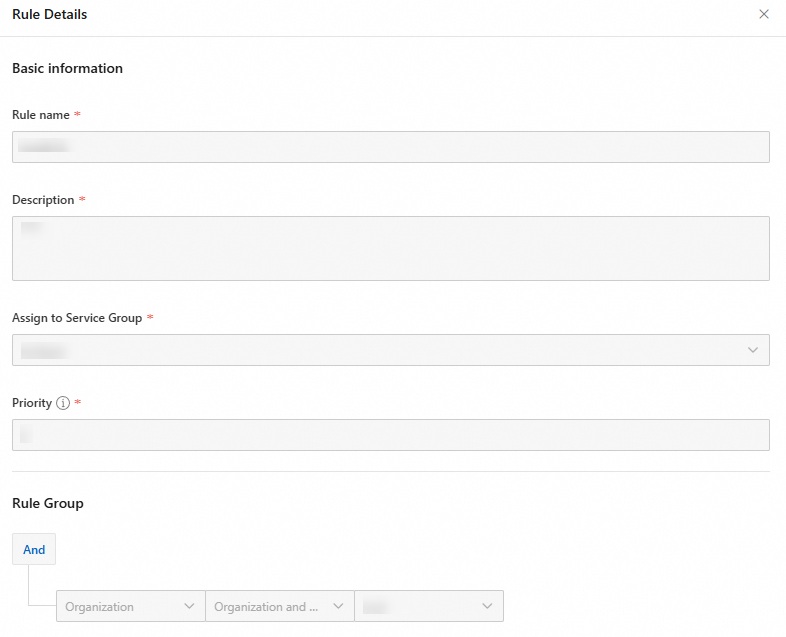 Rule Details
Basic information
Rule name *
Description *
Assign to Service Group *
Priority *
Rule Group
And
Organization Organization and ...